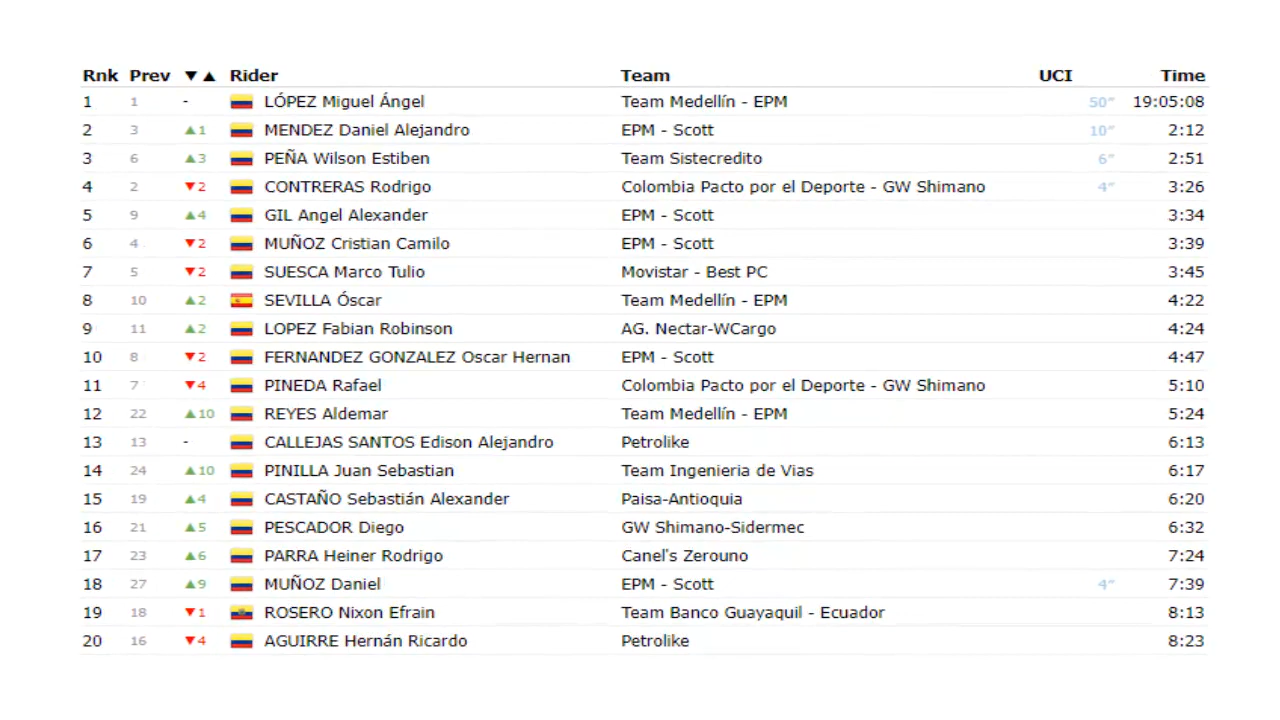 Rnk Prev ▼▲ Rider Team UCI Time
1 1 - LÓPEZ Miguel Ángel Team Medellín - EPM 50″ 19:05:08
2 3 ▲1 MENDEZ Daniel Alejandro EPM - Scott 10″ 2:12
3 6 ▲3 PEÑA Wilson Estiben Team Sistecredito 6″ 2:51
4 2 ▼2 CONTRERAS Rodrigo Colombia Pacto por el Deporte - GW Shimano 4″ 3:26
5 9 ▲4 GIL Angel Alexander EPM - Scott 3:34
6 4 ▼2 MUÑOZ Cristian Camilo EPM - Scott 3:39
7 5 ▼2 SUESCA Marco Tulio Movistar - Best PC 3:45
8 10 ▲2 SEVILLA Óscar Team Medellín - EPM 4:22
9 11 ▲2 LOPEZ Fabian Robinson AG. Nectar-WCargo 4:24
10 8 ▼2 FERNANDEZ GONZALEZ Oscar Hernan EPM - Scott 4:47
11 7 ▼4 PINEDA Rafael Colombia Pacto por el Deporte - GW Shimano 5:10
12 22 ▲10 REYES Aldemar Team Medellín - EPM 5:24
13 13 - CALLEJAS SANTOS Edison Alejandro Petrolike 6:13
14 24 ▲10 PINILLA Juan Sebastian Team Ingenieria de Vias 6:17
15 19 ▲4 CASTAÑO Sebastián Alexander Paisa-Antioquia 6:20
16 21 ▲5 PESCADOR Diego GW Shimano-Sidermec 6:32
17 23 ▲6 PARRA Heiner Rodrigo Canel's Zerouno 7:24
18 27 ▲9 MUÑOZ Daniel EPM - Scott 4″ 7:39
19 18 ▼1 ROSERO Nixon Efrain Team Banco Guayaquil - Ecuador 8:13
20 16 ▼4 AGUIRRE Hernán Ricardo Petrolike 8:23